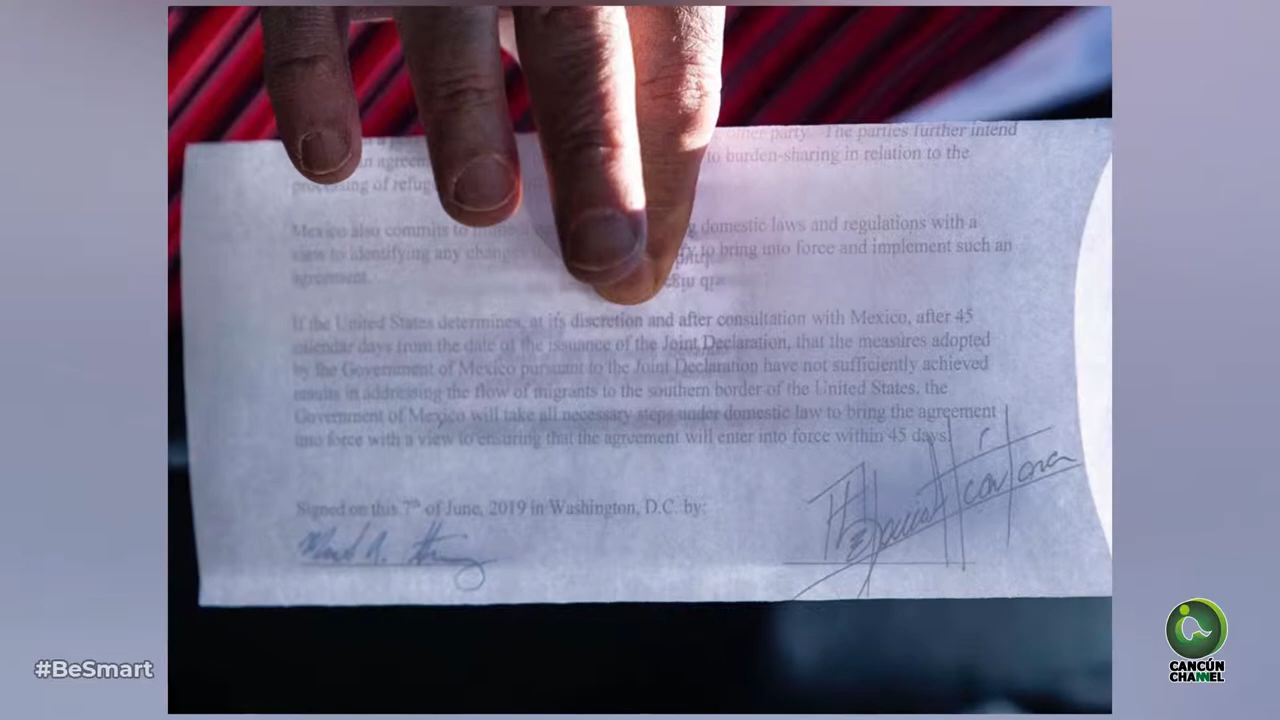 other party. The parties further intend
n agreem to burden-sharing in relation to the
processing of refug
Mexico also commits to domestic laws and regulations with a
view to identifying any changes to bring into force and implement such an
agreement.
If the United States determines, at its discretion and after consultation with Mexico, after 45
calendar days from the date of the issuance of the Joint Declaration, that the measures adopted
by the Government of Mexico pursuant to the Joint Declaration have not sufficiently achieved
results in addressing the flow of migrants to the southern border of the United States, the
Government of Mexico will take all necessary steps under domestic law to bring the agreement
into force with a view to ensuring that the agreement will enter into force within 45 days.
Signed on this 7th of June, 2019 in Washington, D.C. by:
#BeSmart
CANCÚN
CHANNEL